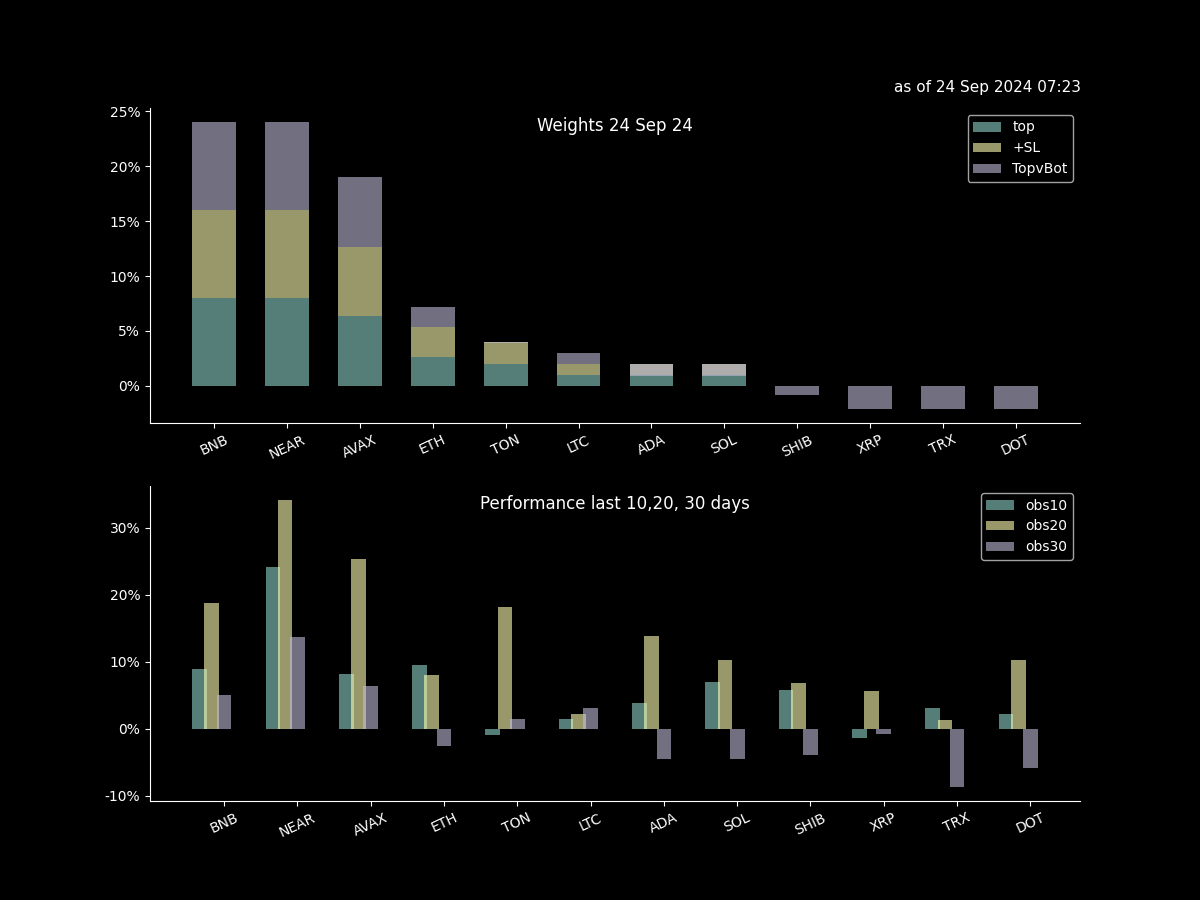 as of 24 Sep 2024 07:23
Weights 24 Sep 24
25%
20%
15%
10%
5%
0%
top
+SL
TopvBot
BNB NEAR AVAX ETH TON LTC ADA SOL SHIB XRP TRX DOT
Performance last 10,20, 30 days
30%
20%
10%
0%
-10%
obs10
obs20
obs30
BNB NEAR AVAX ETH TON LTC ADA SOL SHIB XRP TRX DOT